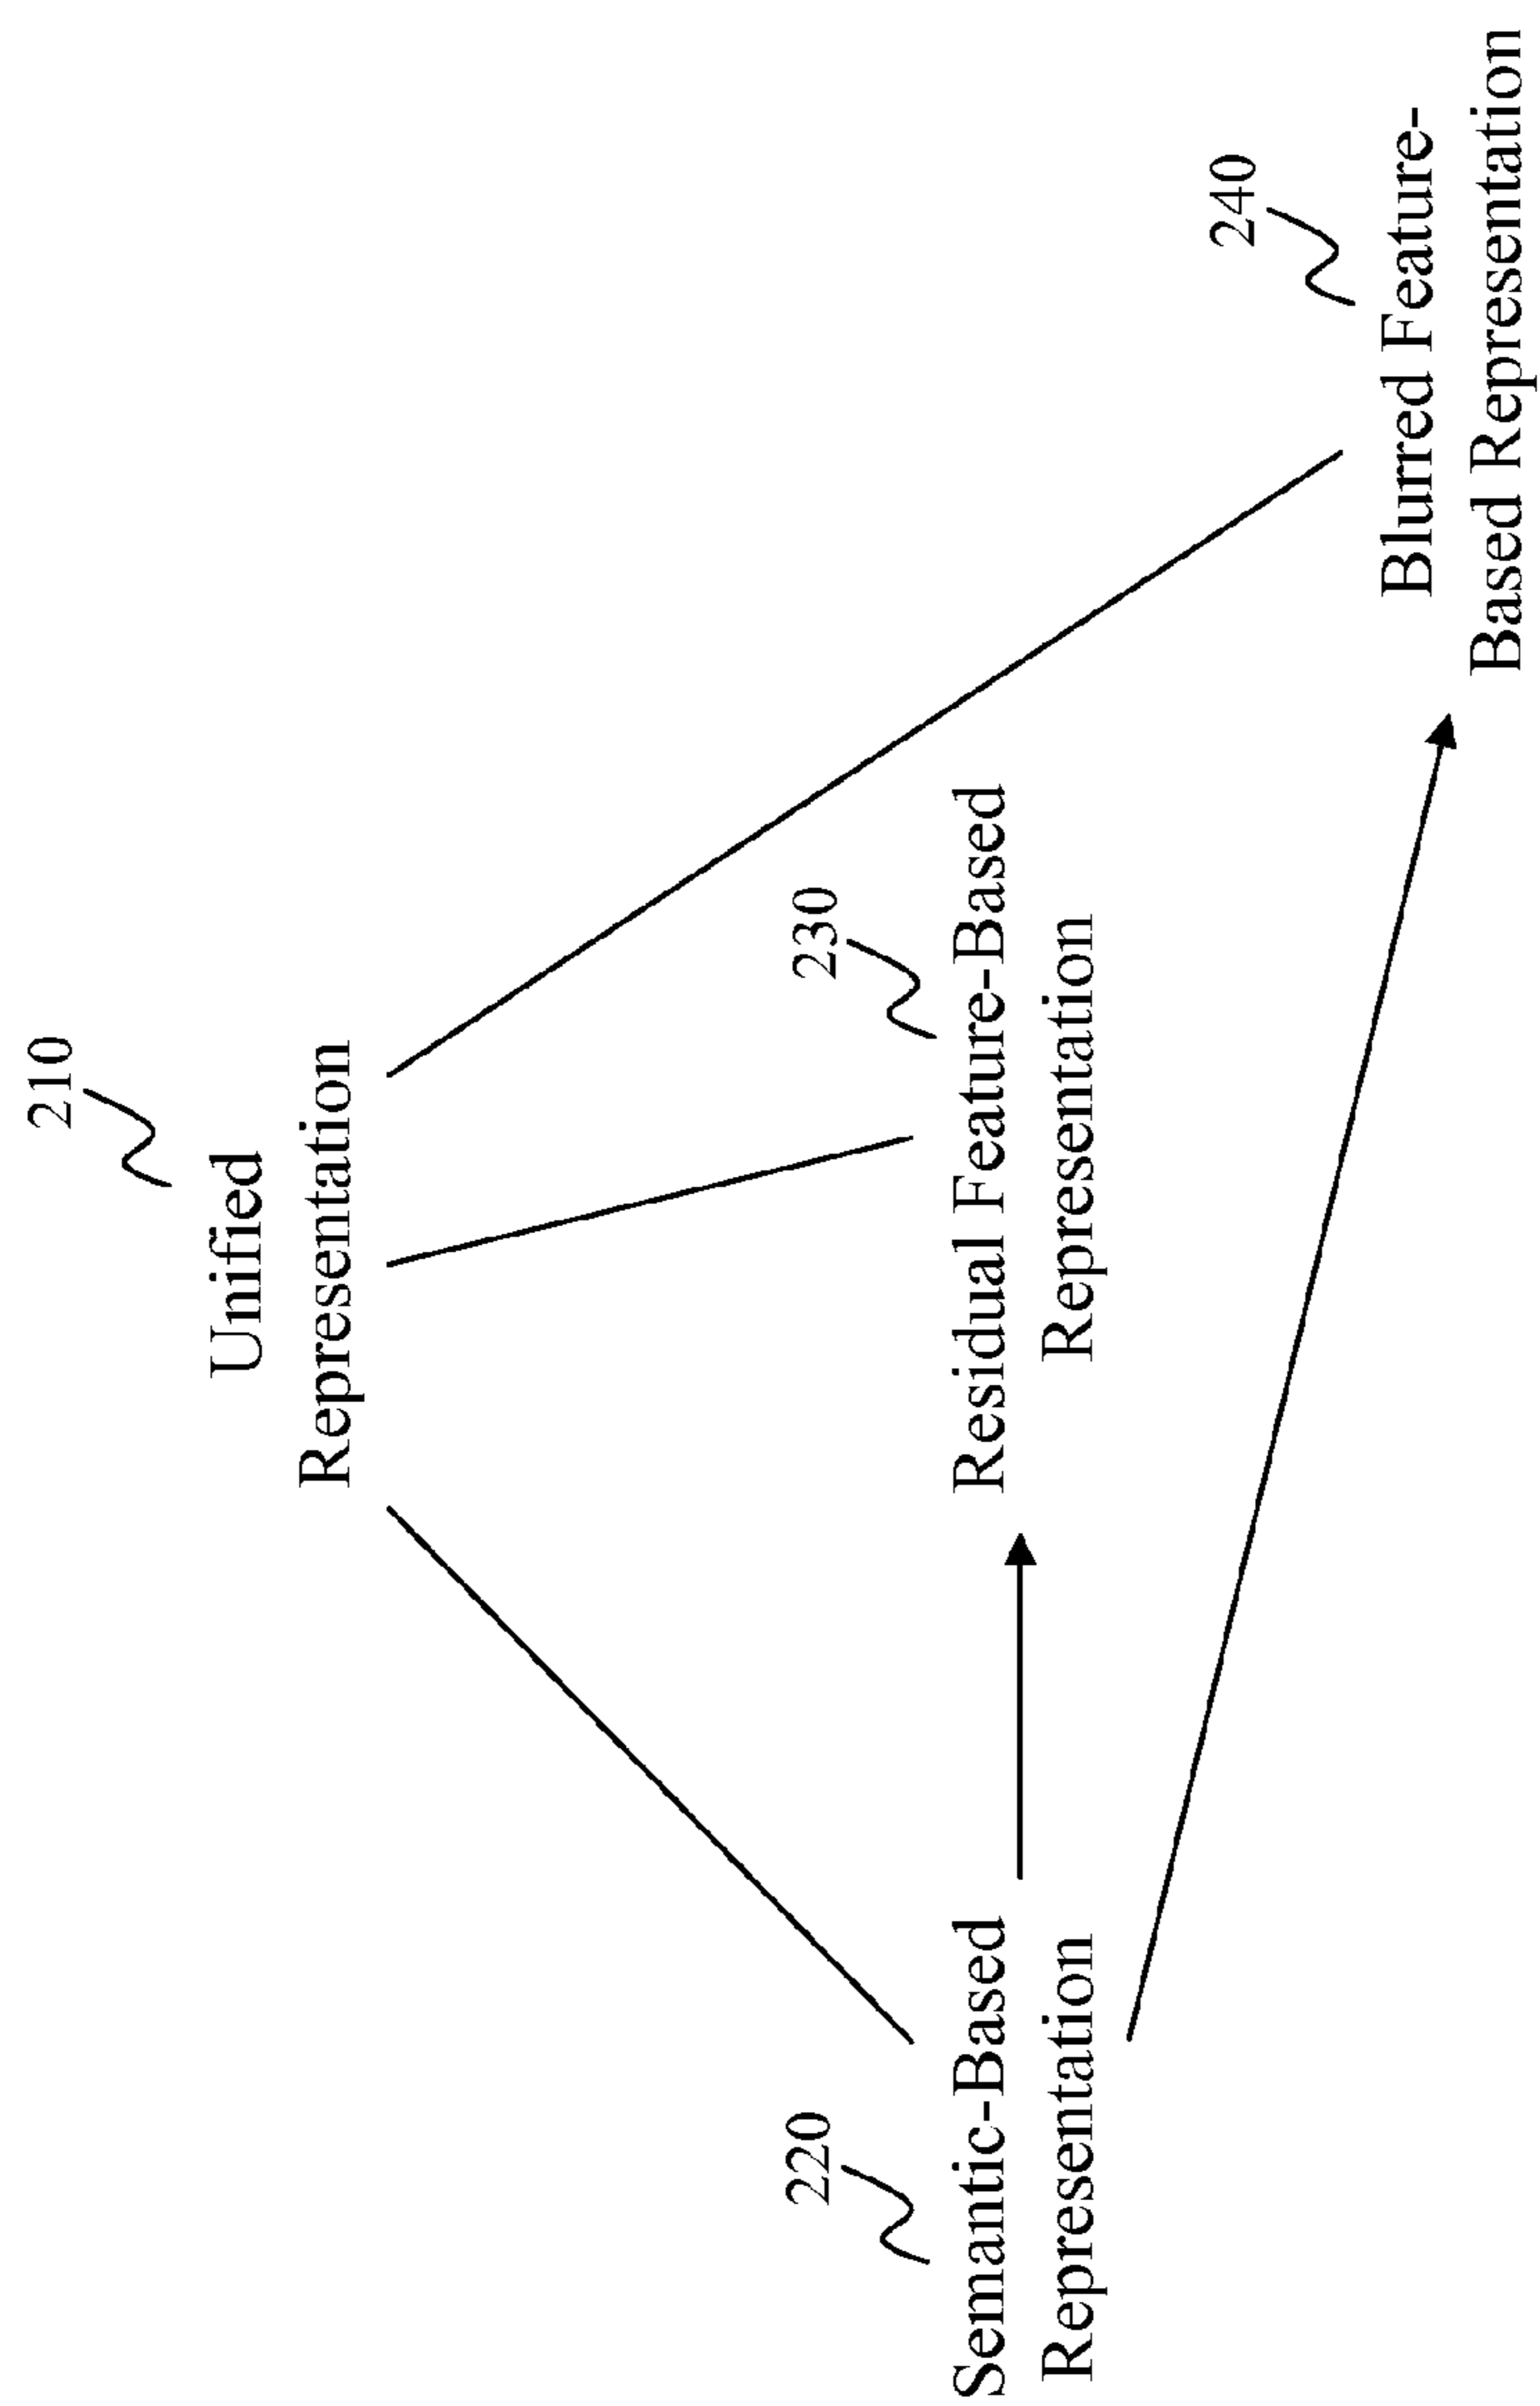 210
Unified
Representation
220
Semantic-Based
Representation
230
Residual Feature-Based
Representation
240
Blurred Feature-
Based Representation